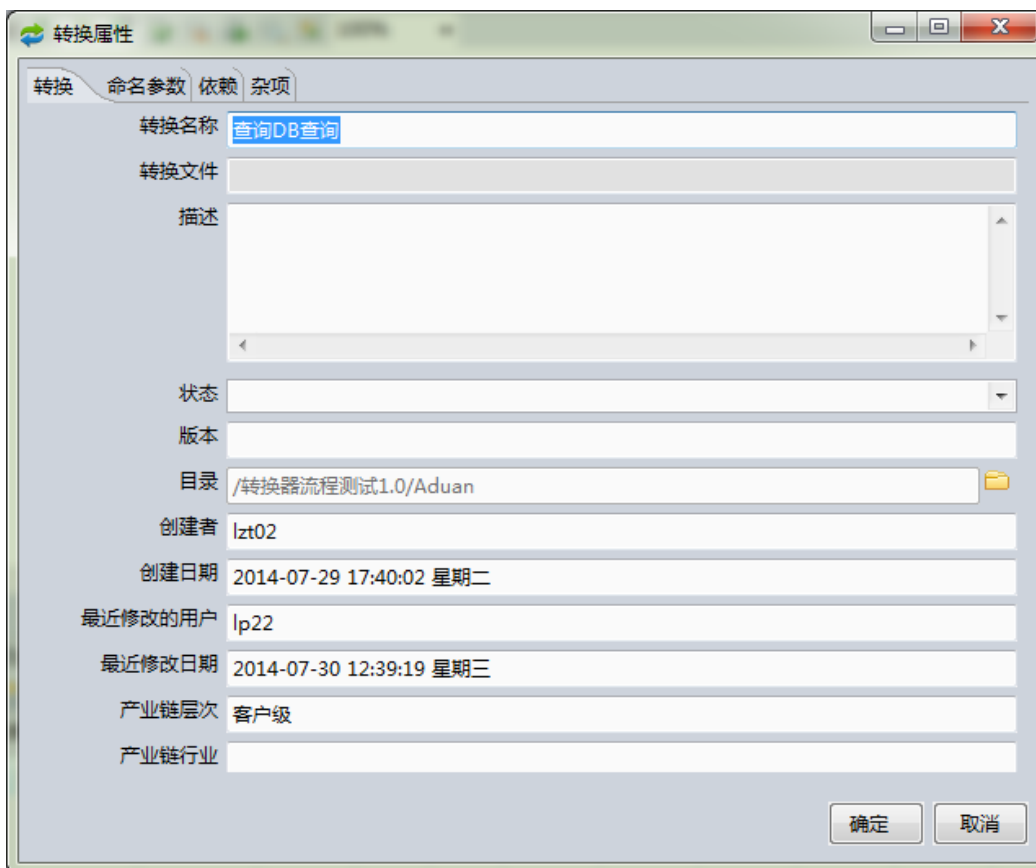 转换属性
转换 命名参数 依赖 杂项
转换名称 查询DB查询
转换文件
描述
状态
版本
目录 /转换器流程测试1.0/Aduan
创建者 lzt02
创建日期 2014-07-29 17:40:02 星期二
最近修改的用户 lp22
最近修改日期 2014-07-30 12:39:19 星期三
产业链层次 客户级
产业链行业
确定 取消